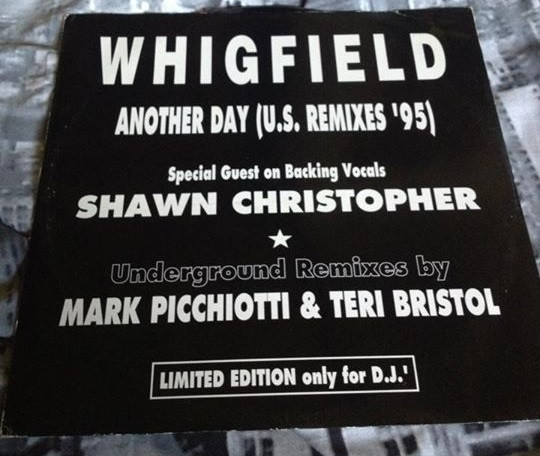 WHIGFIELD
ANOTHER DAY (U.S. REMIXES '95)
Special Guest on Backing Vocals
SHAWN CHRISTOPHER
Underground Remixes by
MARK PICCHIOTTI & TERI BRISTOL
LIMITED EDITION only for D.J.'